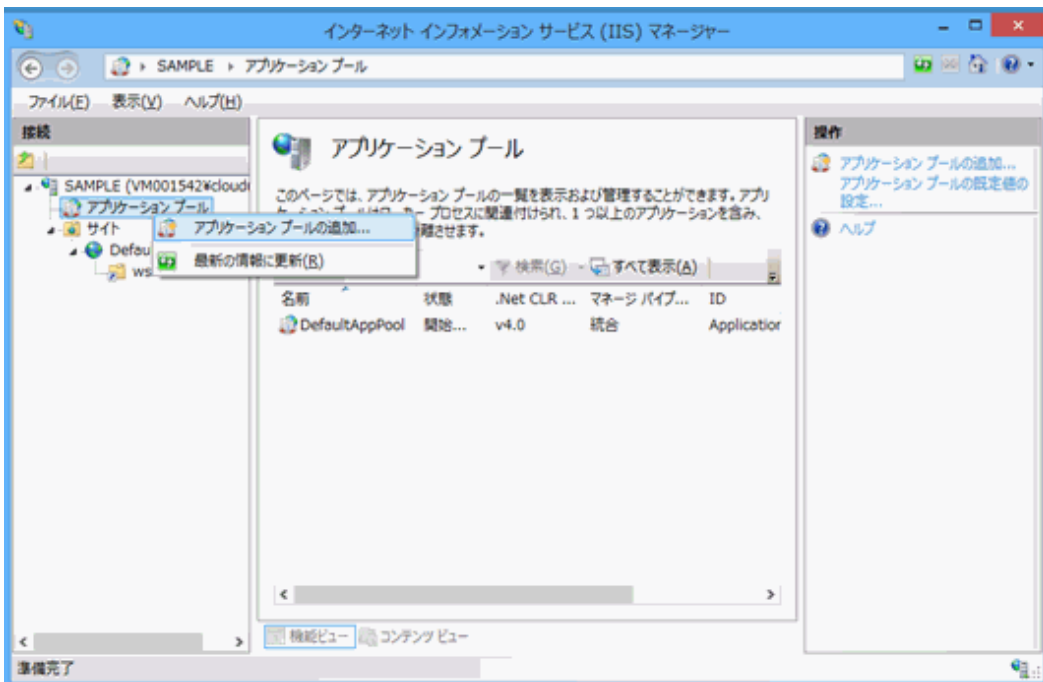 インターネット インフォメーション サービス (IIS) マネージャー
SAMPLE アプリケーション プール
ファイル(F) 表示(V) ヘルプ(H)
接続
SAMPLE (VM001542¥cloud
アプリケーション プール
サイト
Defau
ws
アプリケーション プールの追加...
最新の情報に更新(R)
アプリケーション プール
このページでは、アプリケーション プールの一覧を表示および管理することができます。アプリ
プロセスに関連付けられ、1 つ以上のアプリケーションを含み、
離させます。
検索(G) すべて表示(A)
名前 状態 .Net CLR ... マネージ パイプ... ID
DefaultAppPool 開始... v4.0 統合 Application
機能ビュー コンテンツ ビュー
操作
アプリケーション プールの追加...
アプリケーション プールの既定値の
設定...
ヘルプ
準備完了